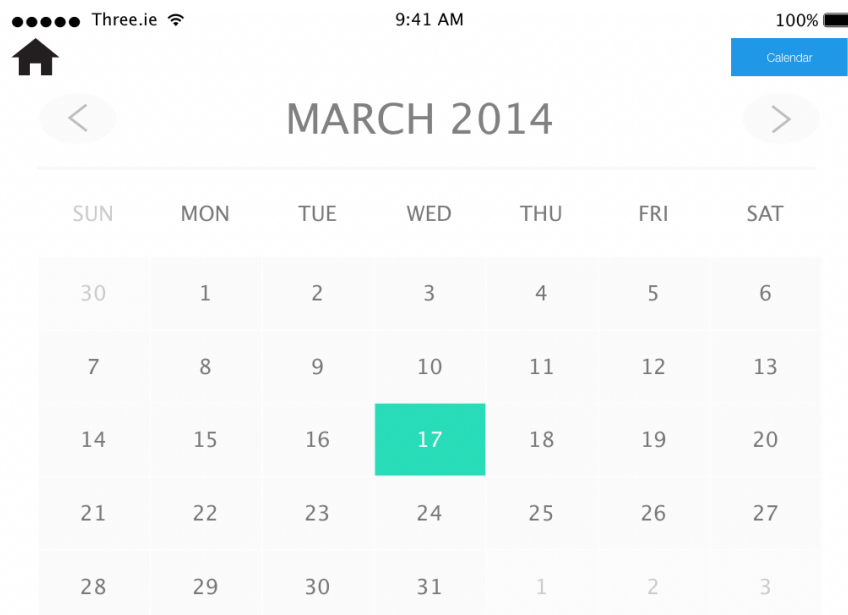 Three.ie 9:41 AM 100%
Calendar
MARCH 2014
SUN MON TUE WED THU FRI SAT
30 1 2 3 4 5 6
7 8 9 10 11 12 13
14 15 16 17 18 19 20
21 22 23 24 25 26 27
28 29 30 31 1 2 3